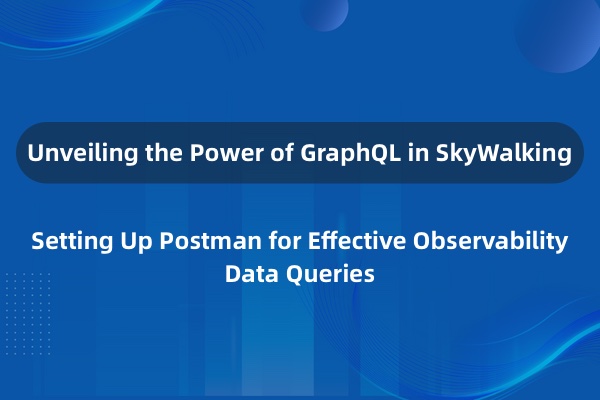 Unveiling the Power of GraphQL in SkyWalking
Setting Up Postman for Effective Observability
Data Queries